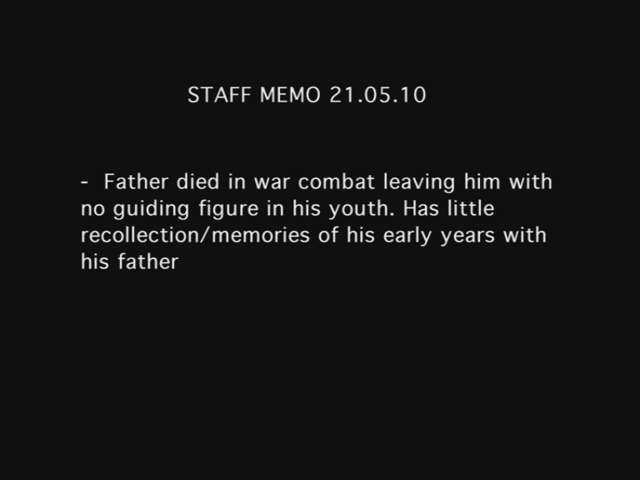 STAFF MEMO 21.05.10
- Father died in war combat leaving him with
no guiding figure in his youth. Has little
recollection/memories of his early years with
his father